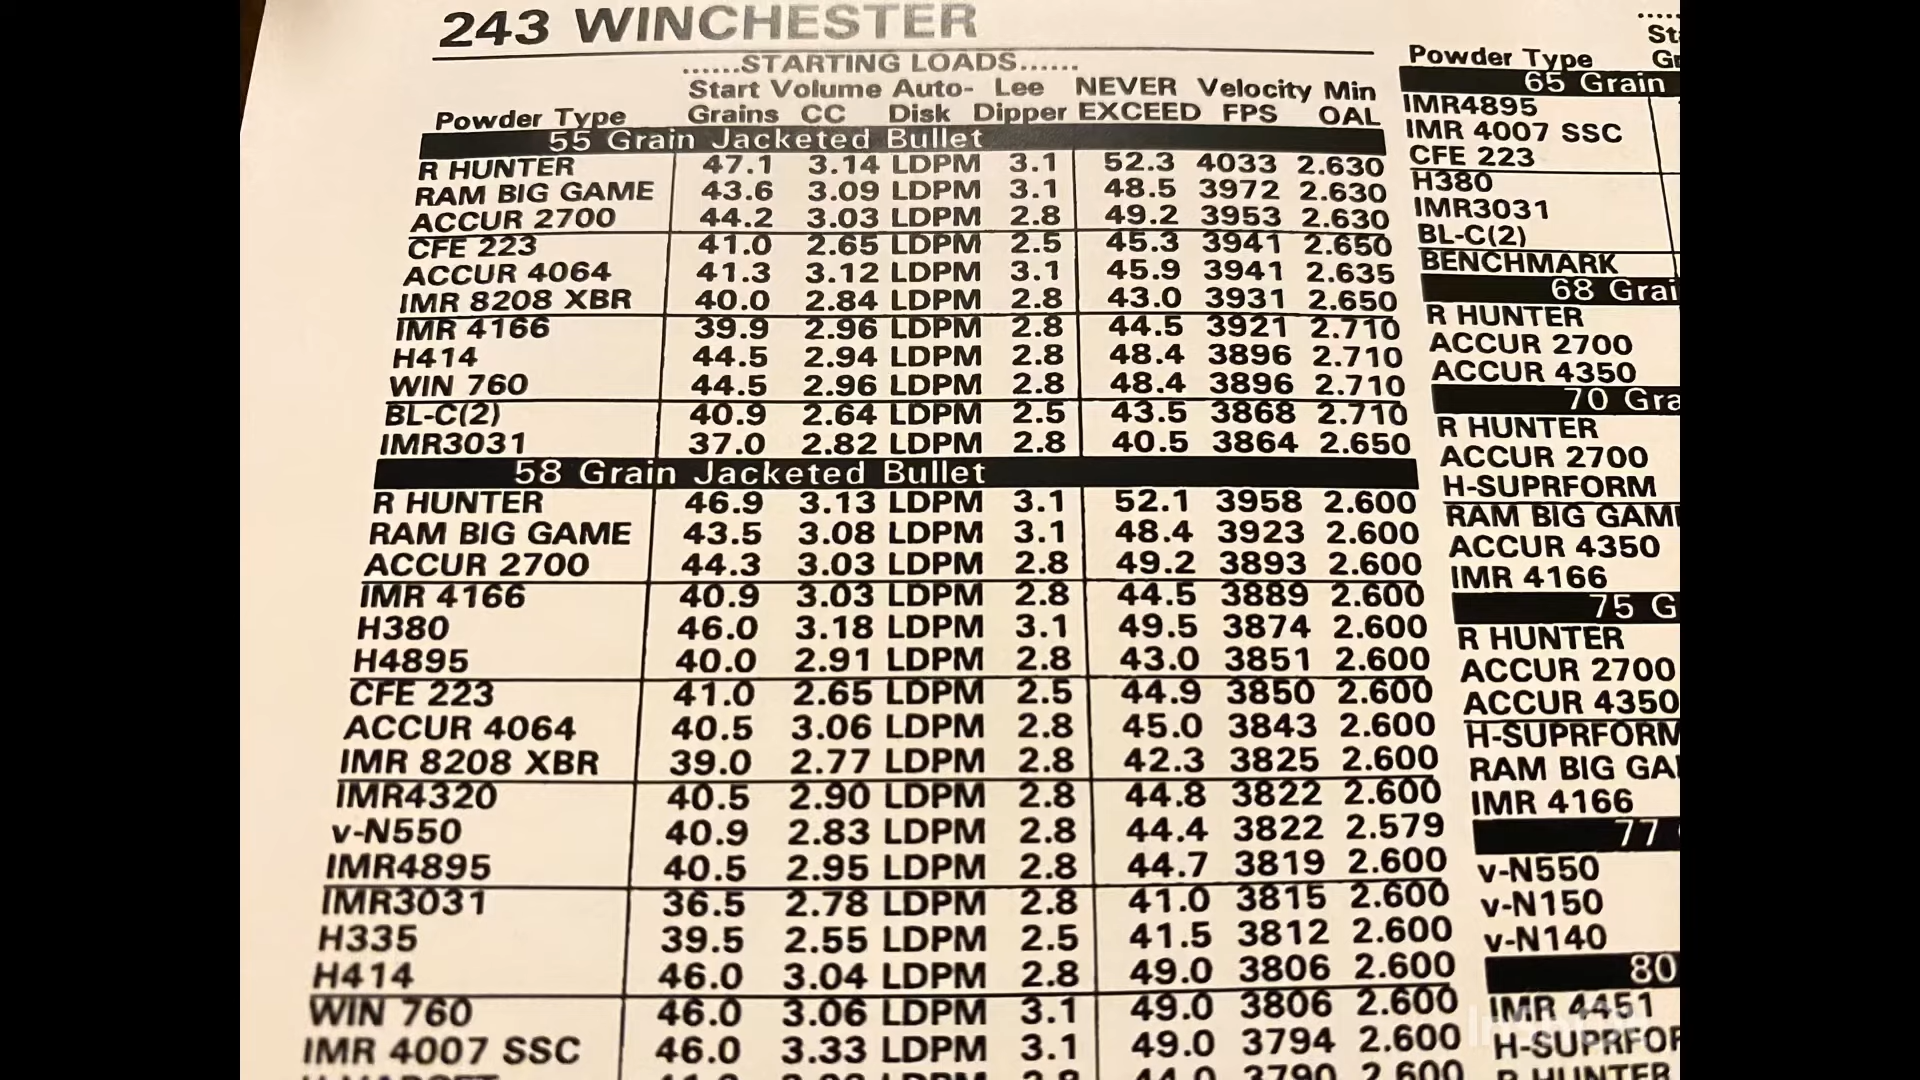 243 WINCHESTER
......STARTING LOADS......
Start Volume Auto- Lee NEVER Velocity Min
Powder Type Grains CC Disk Dipper EXCEED FPS OAL
55 Grain Jacketed Bullet
R HUNTER 47.1 3.14 LDPM 3.1 52.3 4033 2.630
RAM BIG GAME 43.6 3.09 LDPM 3.1 48.5 3972 2.630
ACCUR 2700 44.2 3.03 LDPM 2.8 49.2 3953 2.630
CFE 223 41.0 2.65 LDPM 2.5 45.3 3941 2.650
ACCUR 4064 41.3 3.12 LDPM 3.1 45.9 3941 2.635
IMR 8208 XBR 40.0 2.84 LDPM 2.8 43.0 3931 2.650
IMR 4166 39.9 2.96 LDPM 2.8 44.5 3921 2.710
H414 44.5 2.94 LDPM 2.8 48.4 3896 2.710
WIN 760 44.5 2.96 LDPM 2.8 48.4 3896 2.710
BL-C(2) 40.9 2.64 LDPM 2.5 43.5 3868 2.710
IMR3031 37.0 2.82 LDPM 2.8 40.5 3864 2.650
58 Grain Jacketed Bullet
R HUNTER 46.9 3.13 LDPM 3.1 52.1 3958 2.600
RAM BIG GAME 43.5 3.08 LDPM 3.1 48.4 3923 2.600
ACCUR 2700 44.3 3.03 LDPM 2.8 49.2 3893 2.600
IMR 4166 40.9 3.03 LDPM 2.8 44.5 3889 2.600
H380 46.0 3.18 LDPM 3.1 49.5 3874 2.600
H4895 40.0 2.91 LDPM 2.8 43.0 3851 2.600
CFE 223 41.0 2.65 LDPM 2.5 44.9 3850 2.600
ACCUR 4064 40.5 3.06 LDPM 2.8 45.0 3843 2.600
IMR 8208 XBR 39.0 2.77 LDPM 2.8 42.3 3825 2.600
IMR4320 40.5 2.90 LDPM 2.8 44.8 3822 2.600
v-N550 40.9 2.83 LDPM 2.8 44.4 3822 2.579
IMR4895 40.5 2.95 LDPM 2.8 44.7 3819 2.600
IMR3031 36.5 2.78 LDPM 2.8 41.0 3815 2.600
H335 39.5 2.55 LDPM 2.5 41.5 3812 2.600
H414 46.0 3.04 LDPM 2.8 49.0 3806 2.600
WIN 760 46.0 3.06 LDPM 3.1 49.0 3806 2.600
IMR 4007 SSC 46.0 3.33 LDPM 3.1 49.0 3794 2.600
.....
St
Powder Type Gr
65 Grain
IMR4895
IMR 4007 SSC
CFE 223
H380
IMR3031
BL-C(2)
BENCHMARK
68 Grai
R HUNTER
ACCUR 2700
ACCUR 4350
70 Gra
R HUNTER
ACCUR 2700
H-SUPRFORM
RAM BIG GAM
ACCUR 4350
IMR 4166
75 G
R HUNTER
ACCUR 2700
ACCUR 4350
H-SUPRFORM
RAM BIG GA
IMR 4166
77
v-N550
v-N150
v-N140
80
IMR 4451
H-SUPRFOR
R HUNTER